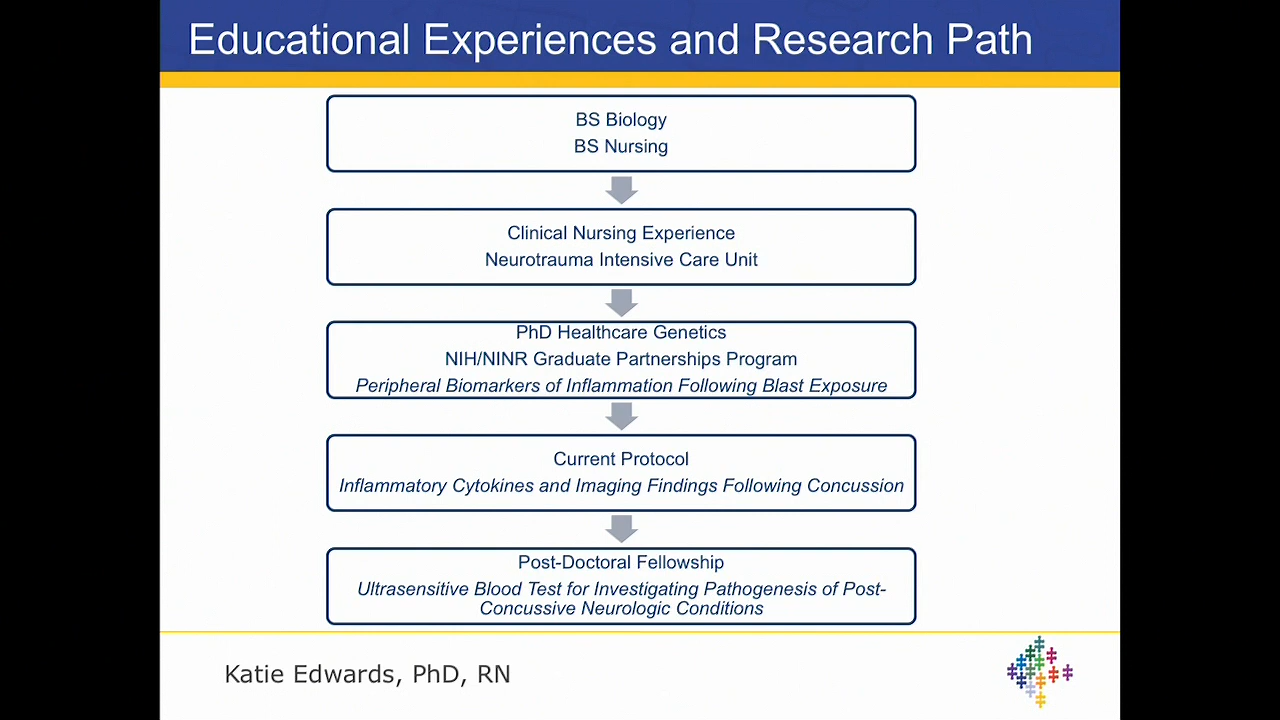 Educational Experiences and Research Path
BS Biology
BS Nursing
Clinical Nursing Experience
Neurotrauma Intensive Care Unit
PhD Healthcare Genetics
NIH/NINR Graduate Partnerships Program
Peripheral Biomarkers of Inflammation Following Blast Exposure
Current Protocol
Inflammatory Cytokines and Imaging Findings Following Concussion
Post-Doctoral Fellowship
Ultrasensitive Blood Test for Investigating Pathogenesis of Post-
Concussive Neurologic Conditions
Katie Edwards, PhD, RN